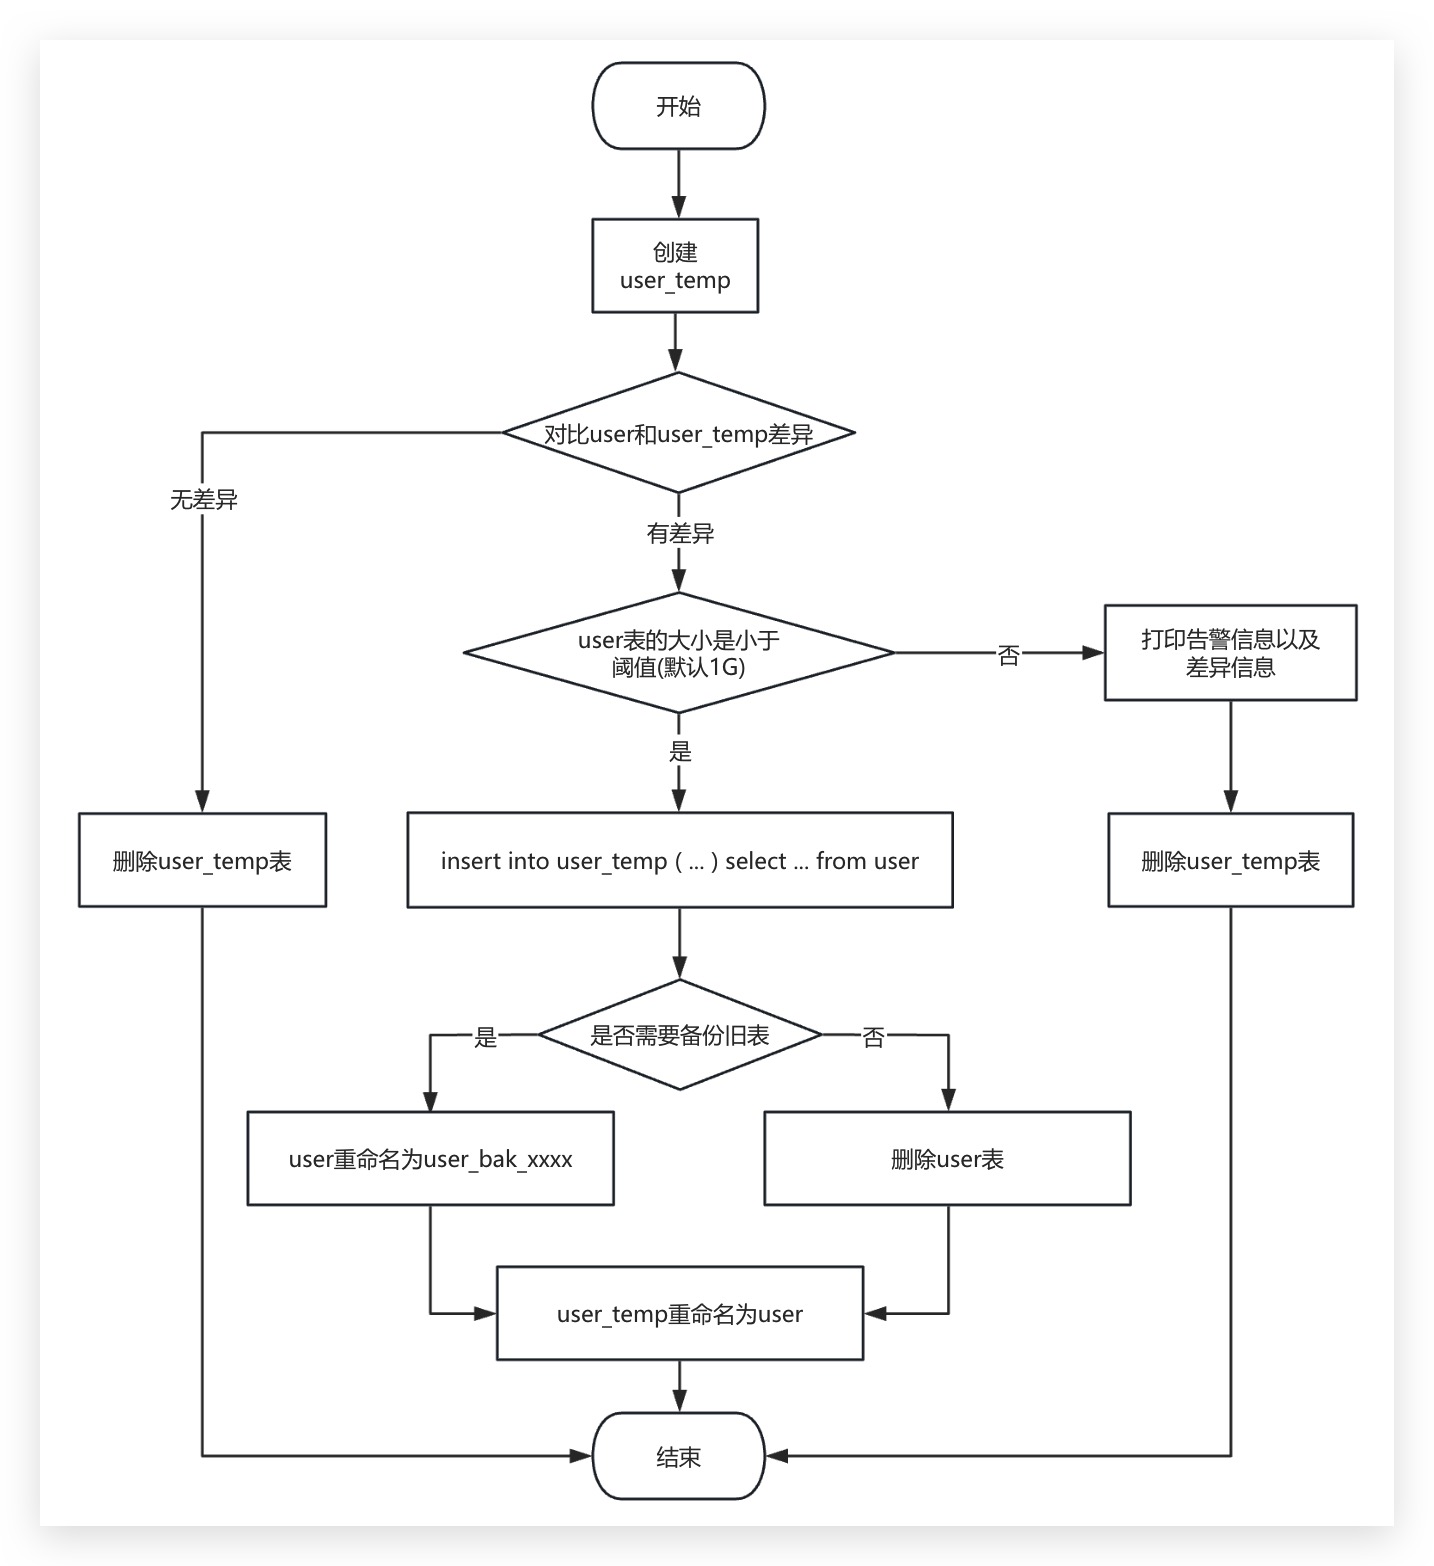 开始
创建
user_temp
对比user和user_temp差异
无差异
有差异
user表的大小是小于
阈值(默认1G)
否
打印告警信息以及
差异信息
是
删除user_temp表
insert into user_temp ( ... ) select ... from user
删除user_temp表
是
是否需要备份旧表
否
user重命名为user_bak_xxxx
删除user表
user_temp重命名为user
结束